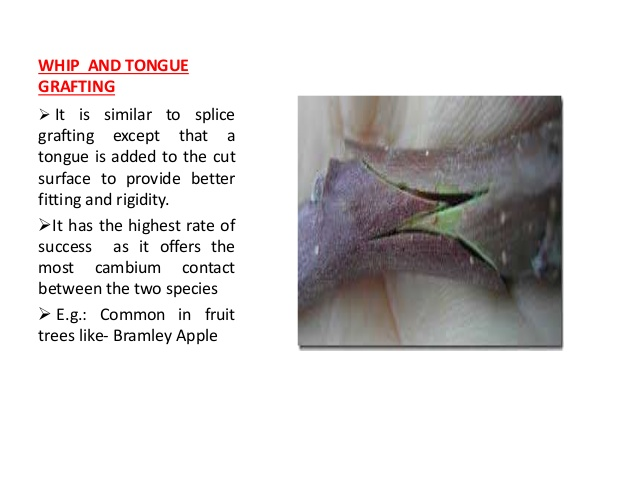 WHIP AND TONGUE
GRAFTING
➢ It is similar to splice
grafting except that a
tongue is added to the cut
surface to provide better
fitting and rigidity.
➢It has the highest rate of
success as it offers the
most cambium contact
between the two species
➢ E.g.: Common in fruit
trees like- Bramley Apple